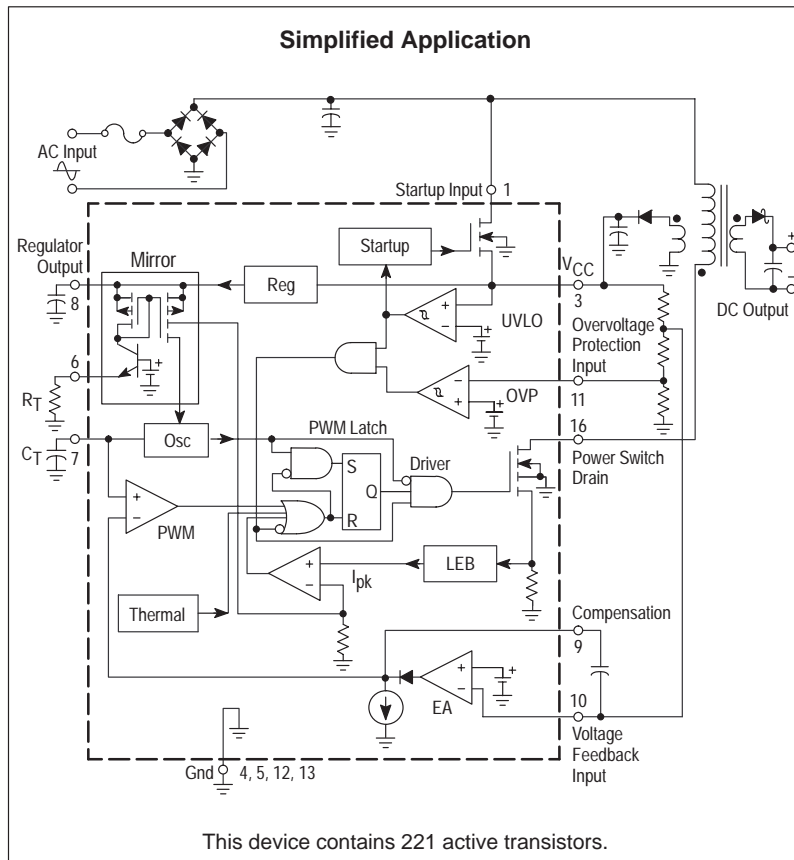 Simplified Application
AC Input
Startup Input
1
Regulator
Output
8
Mirror
Reg
Startup
VCC
3
+
−
DC Output
+
−
UVLO
+
Overvoltage
Protection
Input
11
6
+
RT
−
+
OVP
+
16
Power Switch
Drain
CT
7
Osc
PWM Latch
S
Q
R
Driver
+
−
PWM
+
−
Ipk
LEB
Thermal
Compensation
9
+
−
EA
+
10
Voltage
Feedback
Input
Gnd
4, 5, 12, 13
This device contains 221 active transistors.